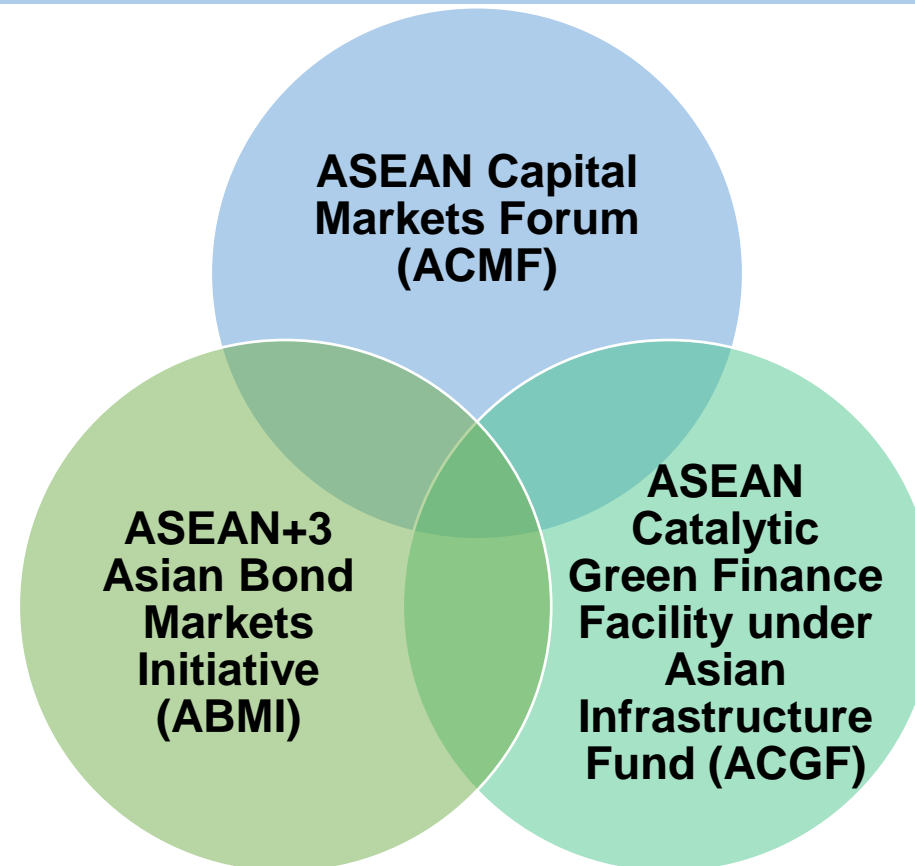 ASEAN Capital
Markets Forum
(ACMF)
ASEAN+3
Asian Bond
Markets
Initiative
(ABMI)
ASEAN
Catalytic
Green Finance
Facility under
Asian
Infrastructure
Fund (ACGF)